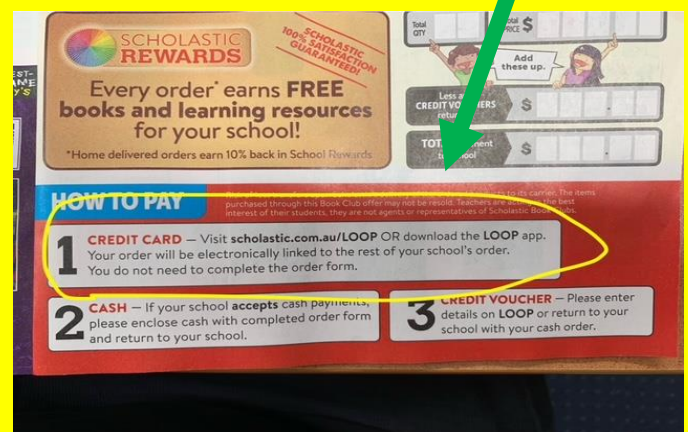 SCHOLASTIC
REWARDS
SCHOLASTIC
100% SATISFACTION
GUARANTEED!
Every order* earns FREE
books and learning resources
for your school!
*Home delivered orders earn 10% back in School Rewards
Total
QTY
PRICE $
Add
these up.
Less
CREDIT VOUCHERS
$
$
HOW TO PAY
to its carrier. The items
purchased through this Book Club offer may not be resold. Teachers are acting in the best
interest of their students, they are not agents or representatives of Scholastic Book Clubs.
1 CREDIT CARD – Visit scholastic.com.au/LOOP OR download the LOOP app.
Your order will be electronically linked to the rest of your school's order.
You do not need to complete the order form.
2 CASH – If your school accepts cash payments,
please enclose cash with completed order form
and return to your school.
3 CREDIT VOUCHER – Please enter
details on LOOP or return to your
school with your cash order.